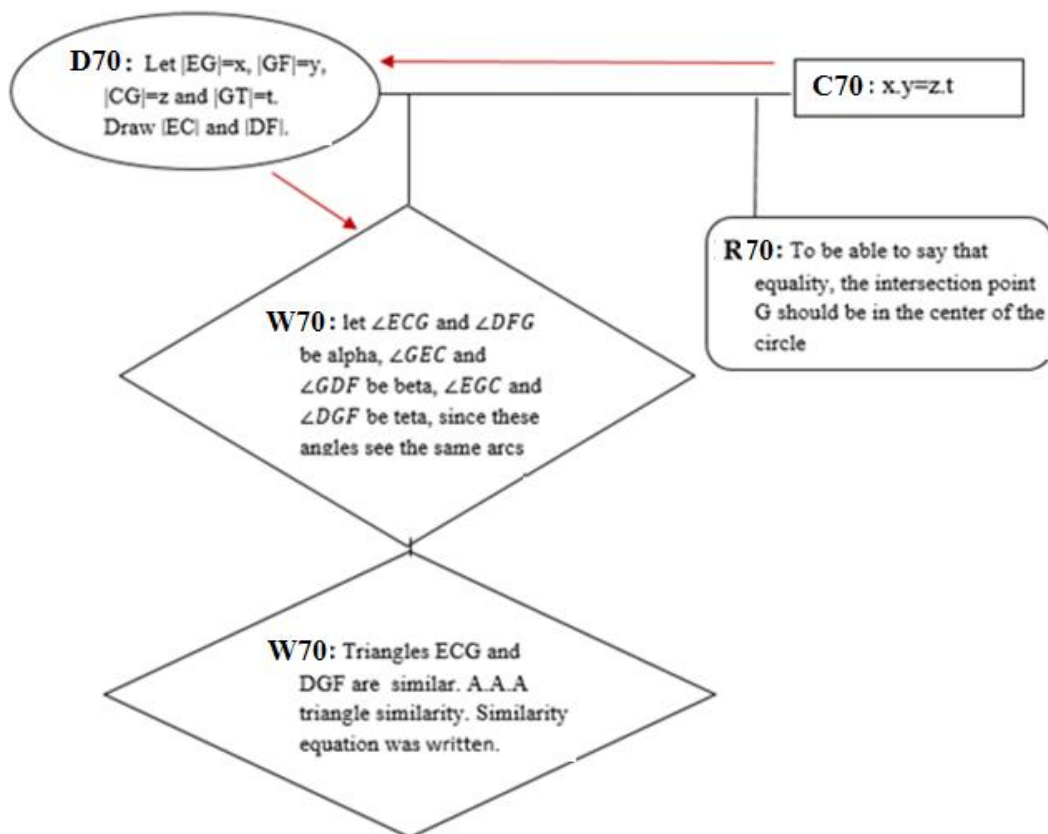 D70: Let |EG|=x, |GF|=y,
|CG|=z and |GT|=t.
Draw |EC| and |DF|.
C70: x.y=z.t
R70: To be able to say that
equality, the intersection point
G should be in the center of the
circle
W70: let ∠ECG and ∠DFG
be alpha, ∠GEC and
∠GDF be beta, ∠EGC and
∠DGF be teta, since these
angles see the same arcs
W70: Triangles ECG and
DGF are similar. A.A.A
triangle similarity. Similarity
equation was written.